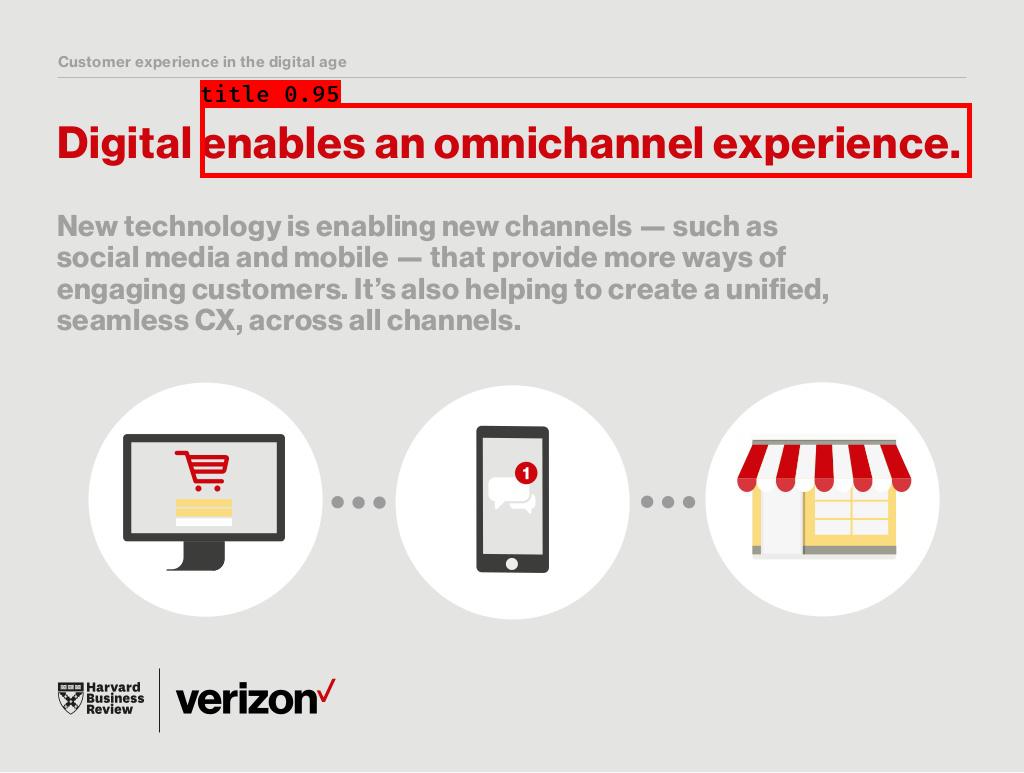 Customer experience in the digital age
title 0.95
Digital enables an omnichannel experience.
New technology is enabling new channels — such as
social media and mobile — that provide more ways of
engaging customers. It’s also helping to create a unified,
seamless CX, across all channels.
1
Harvard
Business
Review
verizon✓